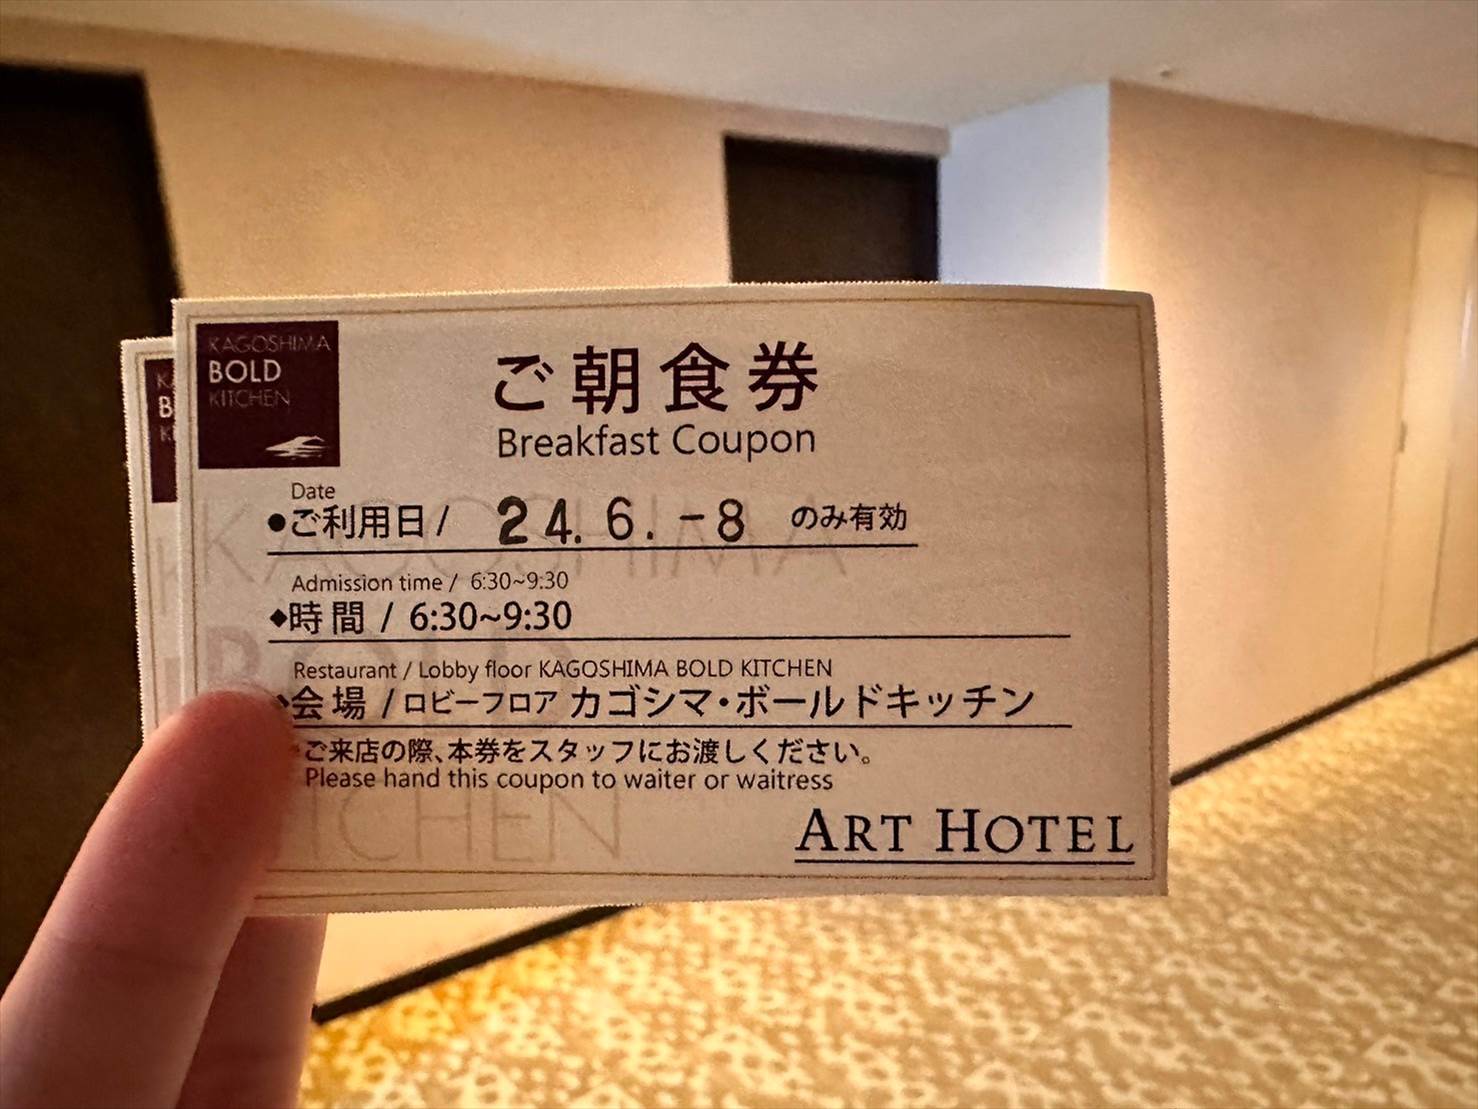 KAGOSHIMA
BOLD
KITCHEN
ご朝食券
Breakfast Coupon
Date
●ご利用日/ 24.6.-8 のみ有効
Admission time / 6:30~9:30
◆時間 / 6:30~9:30
Restaurant / Lobby floor KAGOSHIMA BOLD KITCHEN
◆会場 /ロビーフロア カゴシマ・ボールドキッチン
ご来店の際、本券をスタッフにお渡しください。
Please hand this coupon to waiter or waitress
ART HOTEL